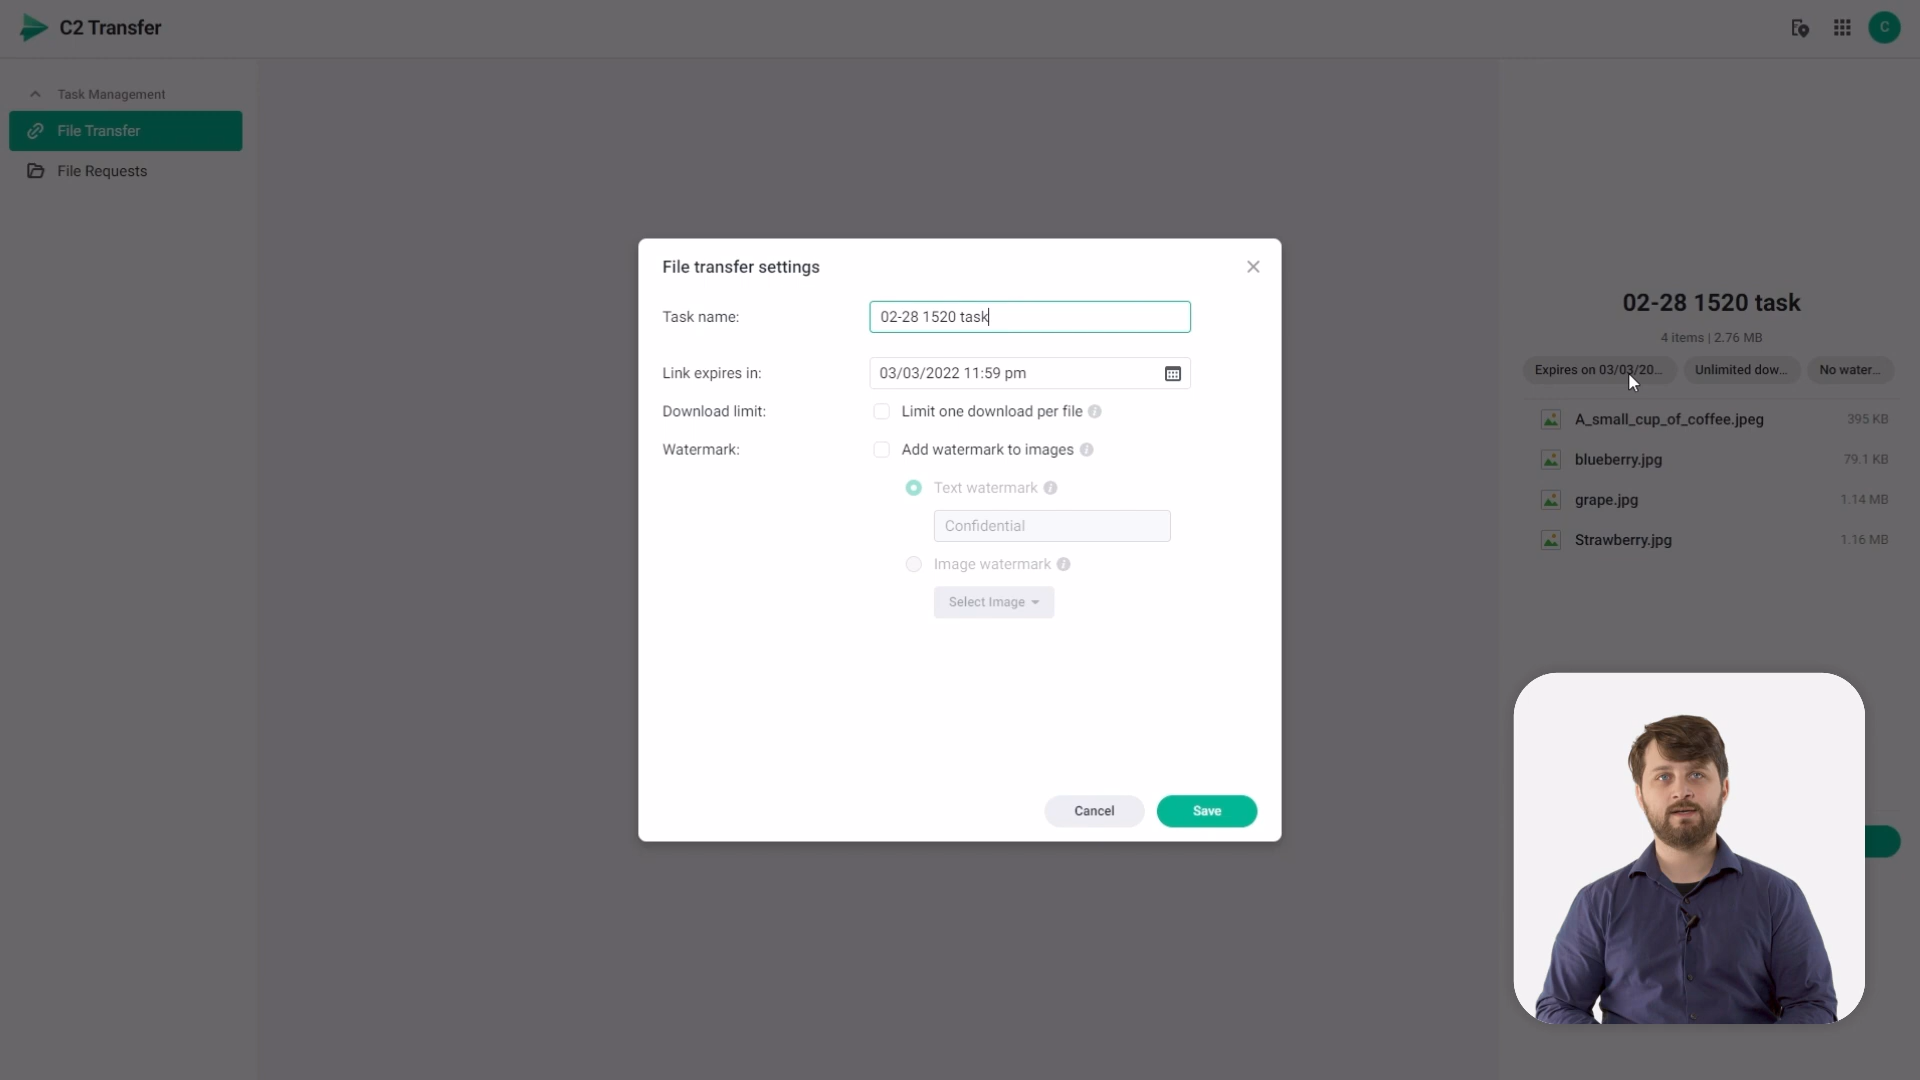 C2 Transfer
C
Task Management
File Transfer
File Requests
File transfer settings
Task name:
02-28 1520 task
Link expires in:
03/03/2022 11:59 pm
Download limit:
Limit one download per file
Watermark:
Add watermark to images
Text watermark
Confidential
Image watermark
Select Image
Cancel
Save
02-28 1520 task
4 items | 2.76 MB
Expires on 03/03/20...
Unlimited dow...
No water...
A_small_cup_of_coffee.jpeg
395 KB
blueberry.jpg
79.1 KB
grape.jpg
1.14 MB
Strawberry.jpg
1.16 MB